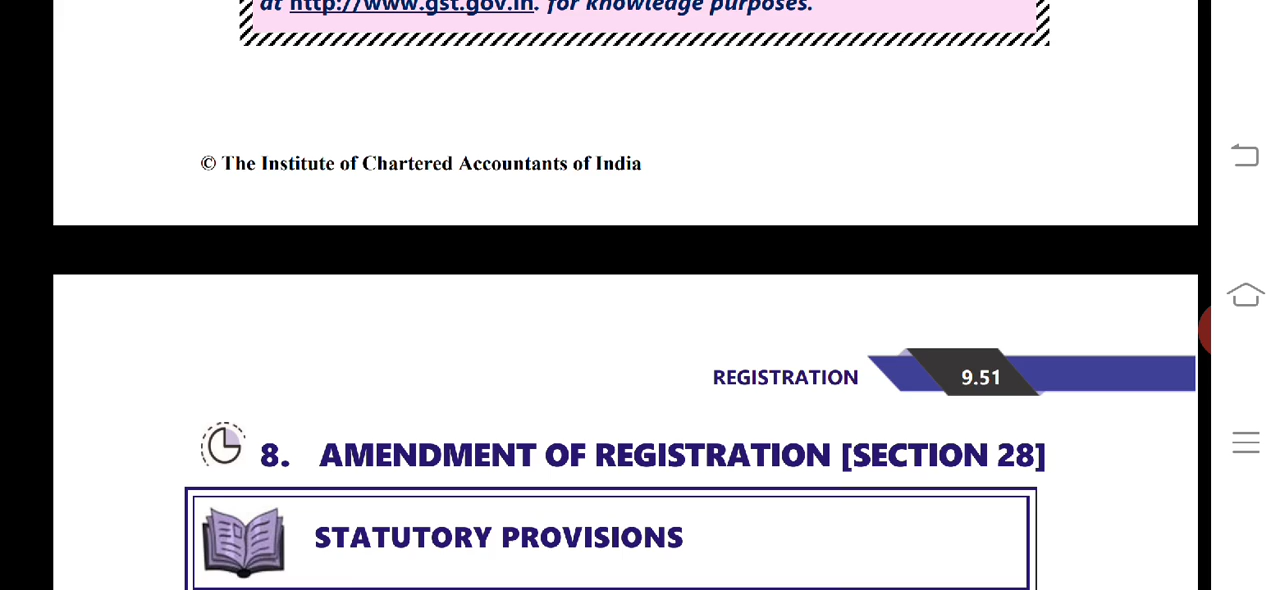 at http://www.gst.gov.in. for knowledge purposes.
© The Institute of Chartered Accountants of India
REGISTRATION 9.51
8. AMENDMENT OF REGISTRATION [SECTION 28]
STATUTORY PROVISIONS